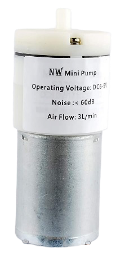 NW Mini Pump
Operating Voltage:
Noise :< 60dB
Air Flow: 3L/min